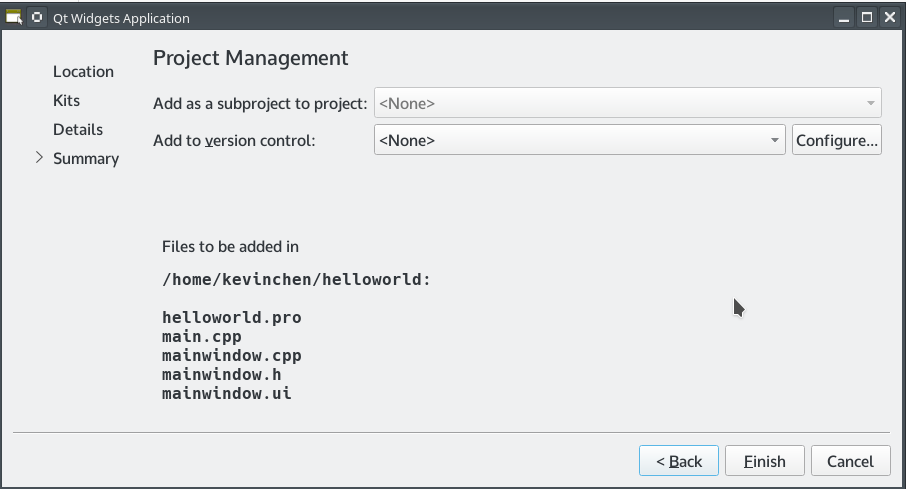 Qt Widgets Application
Location
Kits
Details
Summary
Project Management
Add as a subproject to project: <None>
Add to version control: <None> Configure...
Files to be added in
/home/kevinchen/helloworld:
helloworld.pro
main.cpp
mainwindow.cpp
mainwindow.h
mainwindow.ui
< Back Finish Cancel